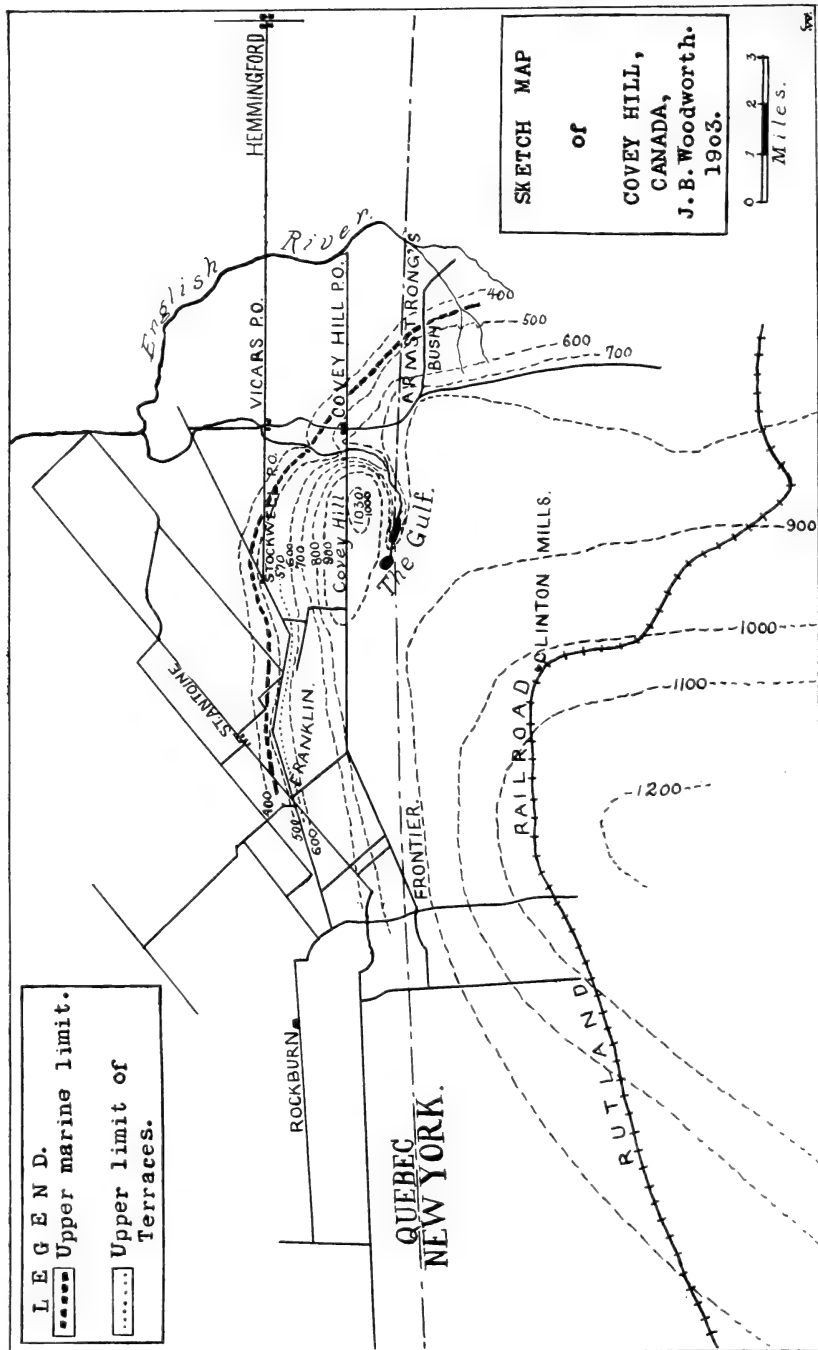 LEGEND.
Upper marine limit.
Upper limit of
Terraces.
SKETCH MAP
of
COVEY HILL,
CANADA,
J. B. Woodworth.
1903.
0 1 2 3
Miles.
HEMMINGFORD
English River.
VICARS P.O.
COVEY HILL P.O.
ARMSTRONG'S
BUSH
400
500
600
700
STOCKWELL P.O.
570
600
700
800
900
Covey Hill
1030'
1000
The Gulf.
ST. ANTOINE
FRANKLIN.
400
500
600
ROCKBURN
FRONTIER.
QUEBEC
NEW YORK.
CLINTON MILLS.
RUTLAND RAILROAD
900
1000
1100
1200